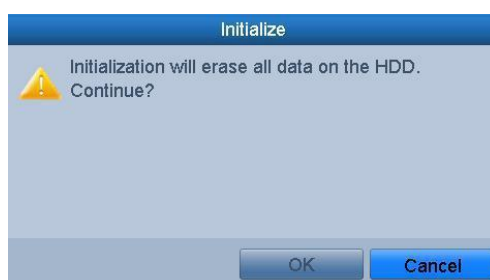 Initialize
Initialization will erase all data on the HDD.
Continue?
OK
Cancel